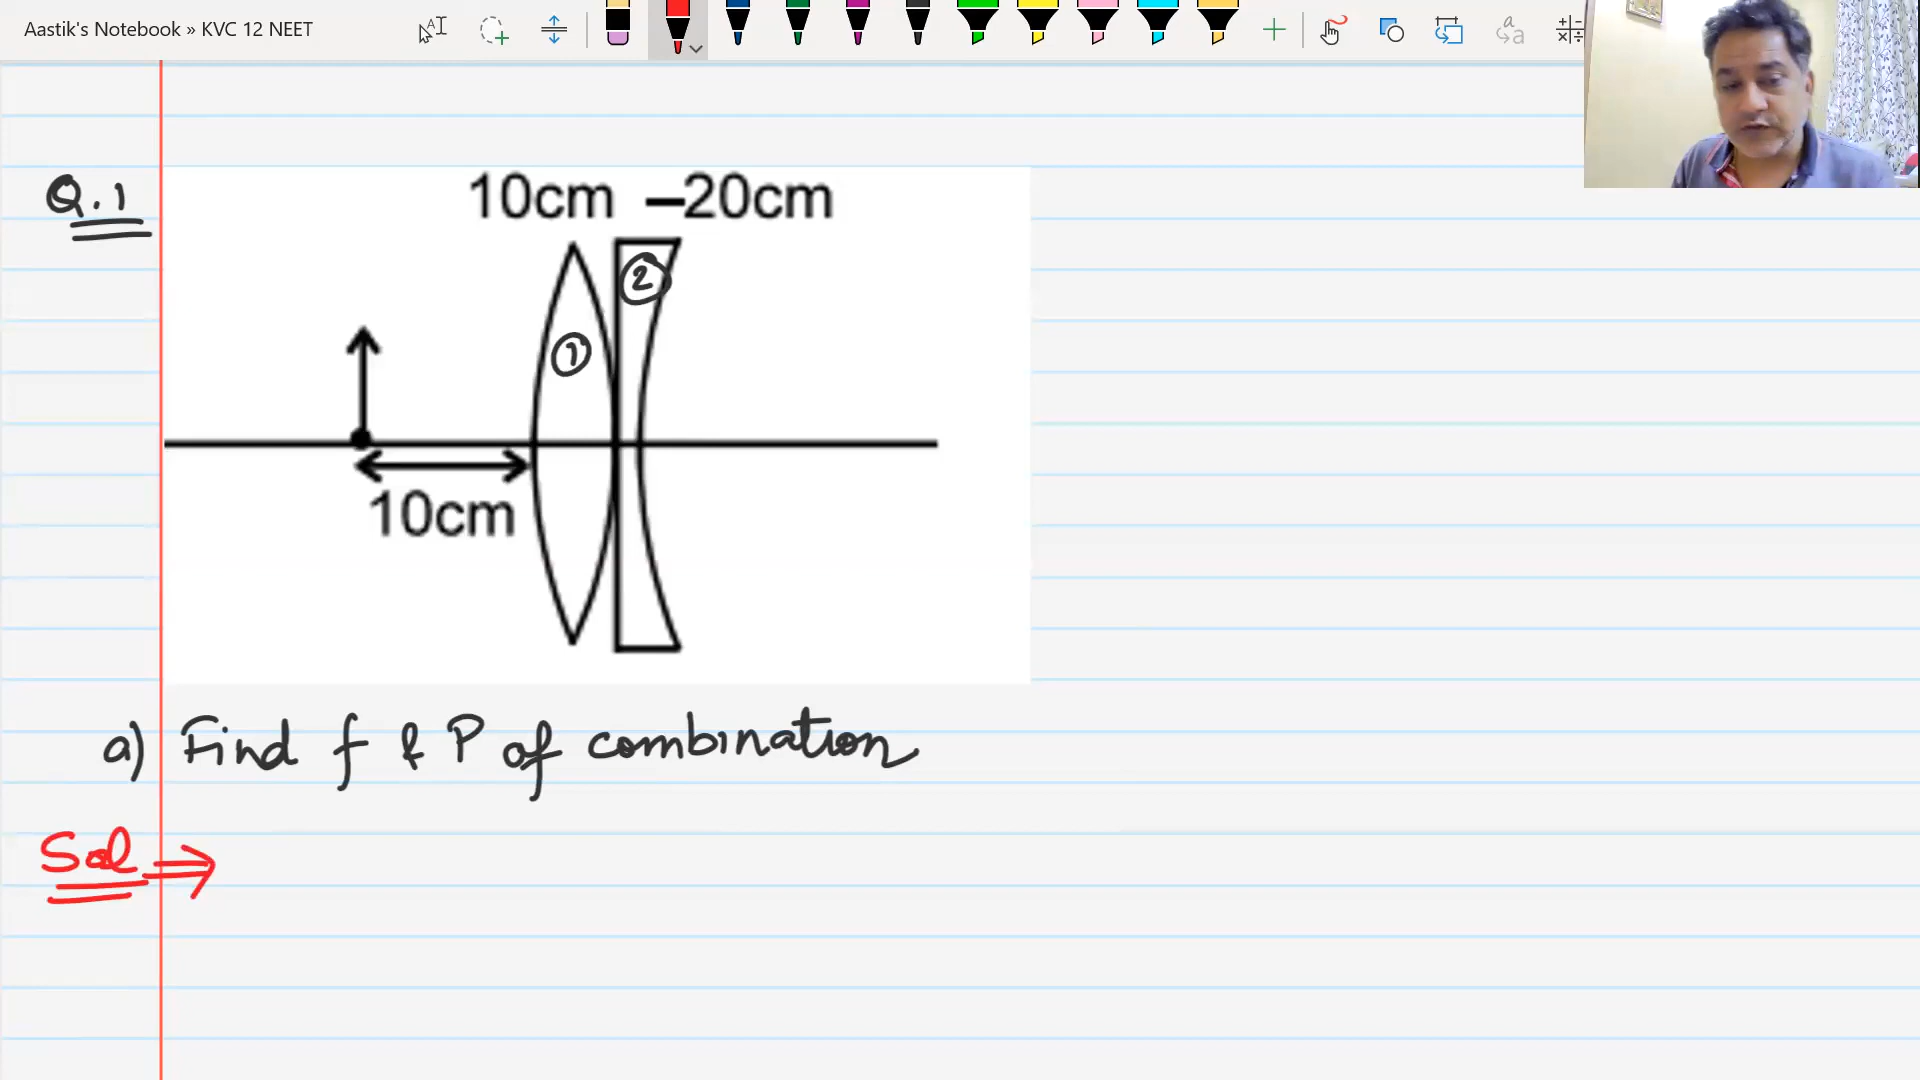 Aastik's Notebook » KVC 12 NEET
Q.1
10cm –20cm
②
①
10cm
a) Find f & P of combination
Sol ⇒